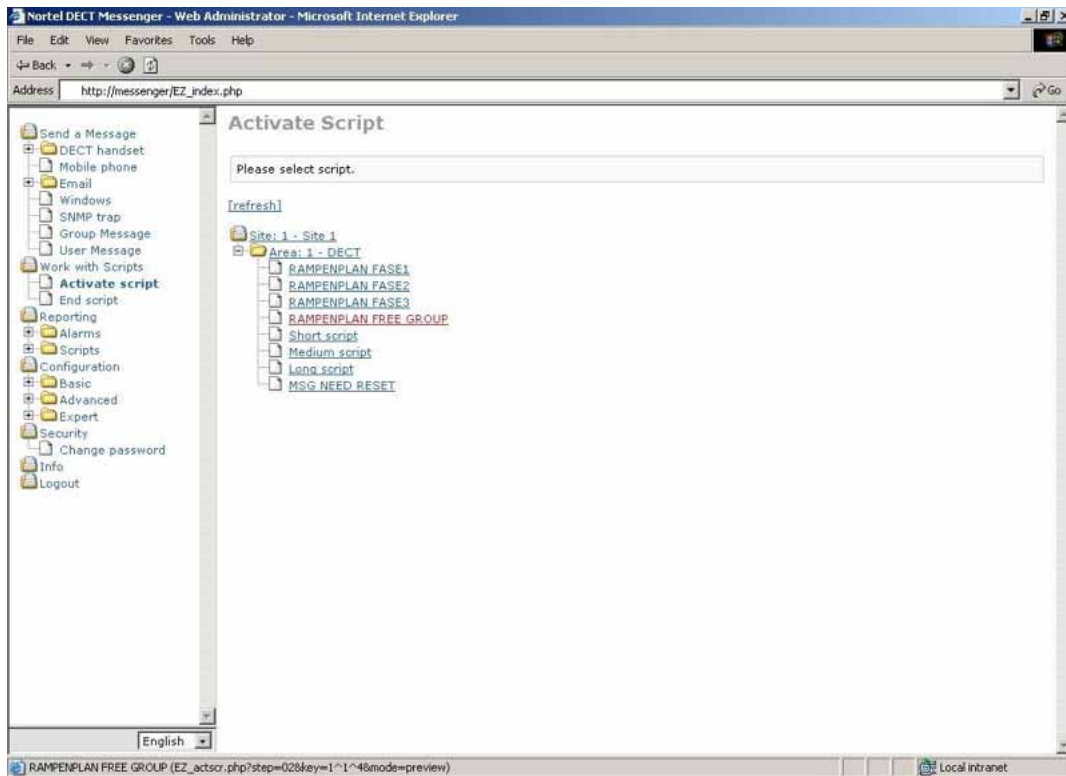 Nortel DECT Messenger - Web Administrator - Microsoft Internet Explorer
File Edit View Favorites Tools Help
Back
Address http://messenger/EZ_index.php Go
Send a Message
DECT handset
Mobile phone
Email
Windows
SNMP trap
Group Message
User Message
Work with Scripts
Activate script
End script
Reporting
Alarms
Scripts
Configuration
Basic
Advanced
Expert
Security
Change password
Info
Logout
English
Activate Script
Please select script.
[refresh]
Site: 1 - Site 1
Area: 1 - DECT
RAMPENPLAN FASE1
RAMPENPLAN FASE2
RAMPENPLAN FASE3
RAMPENPLAN FREE GROUP
Short script
Medium script
Long script
MSG NEED RESET
RAMPENPLAN FREE GROUP (EZ_actscr.php?step=02&key=1^1^4&mode=preview) Local intranet